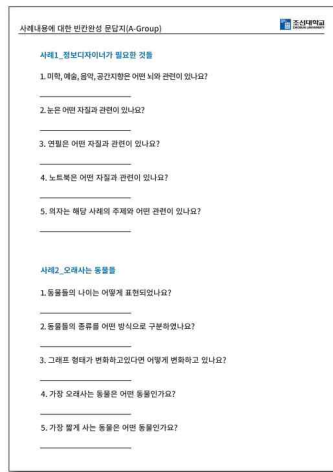 사례내용에 대한 빈칸완성 문답지(A-Group)
조선대학교
사례1_정보디자이너가 필요한 것들
1. 미학, 예술, 음악, 공간지향은 어떤 뇌와 관련이 있나요?
2. 눈은 어떤 자질과 관련이 있나요?
3. 연필은 어떤 자질과 관련이 있나요?
4. 노트북은 어떤 자질과 관련이 있나요?
5. 의자는 해당 사례의 주제와 어떤 관련이 있나요?
사례2_오래사는 동물들
1. 동물들의 나이는 어떻게 표현되었나요?
2. 동물들의 종류를 어떤 방식으로 구분하였나요?
3. 그래프 형태가 변화하고있다면 어떻게 변화하고 있나요?
4. 가장 오래사는 동물은 어떤 동물인가요?
5. 가장 짧게 사는 동물은 어떤 동물인가요?